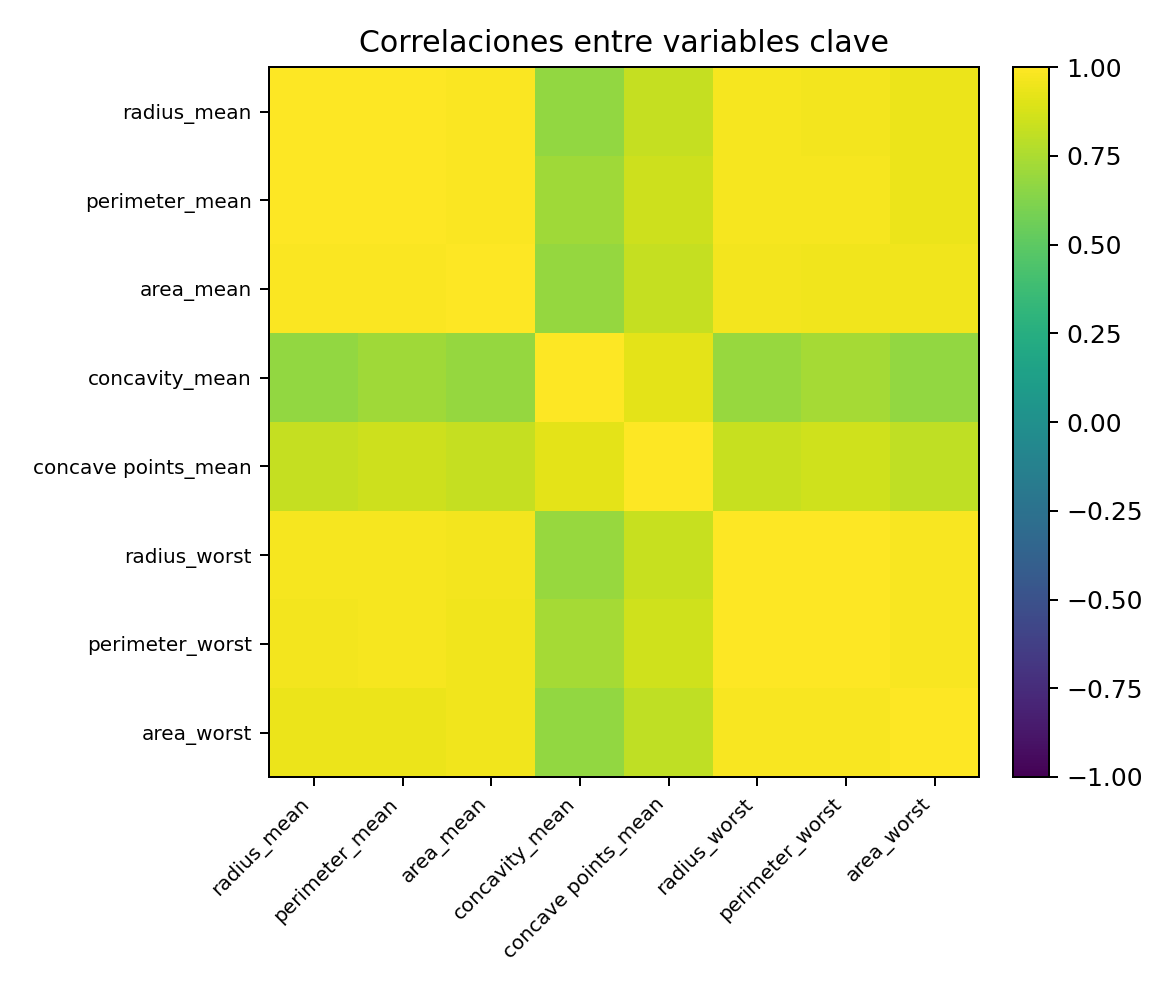 Correlaciones entre variables clave
radius_mean
perimeter_mean
area_mean
concavity_mean
concave points_mean
radius_worst
perimeter_worst
area_worst
radius_mean
perimeter_mean
area_mean
concavity_mean
concave points_mean
radius_worst
perimeter_worst
area_worst
1.00
0.75
0.50
0.25
0.00
−0.25
−0.50
−0.75
−1.00